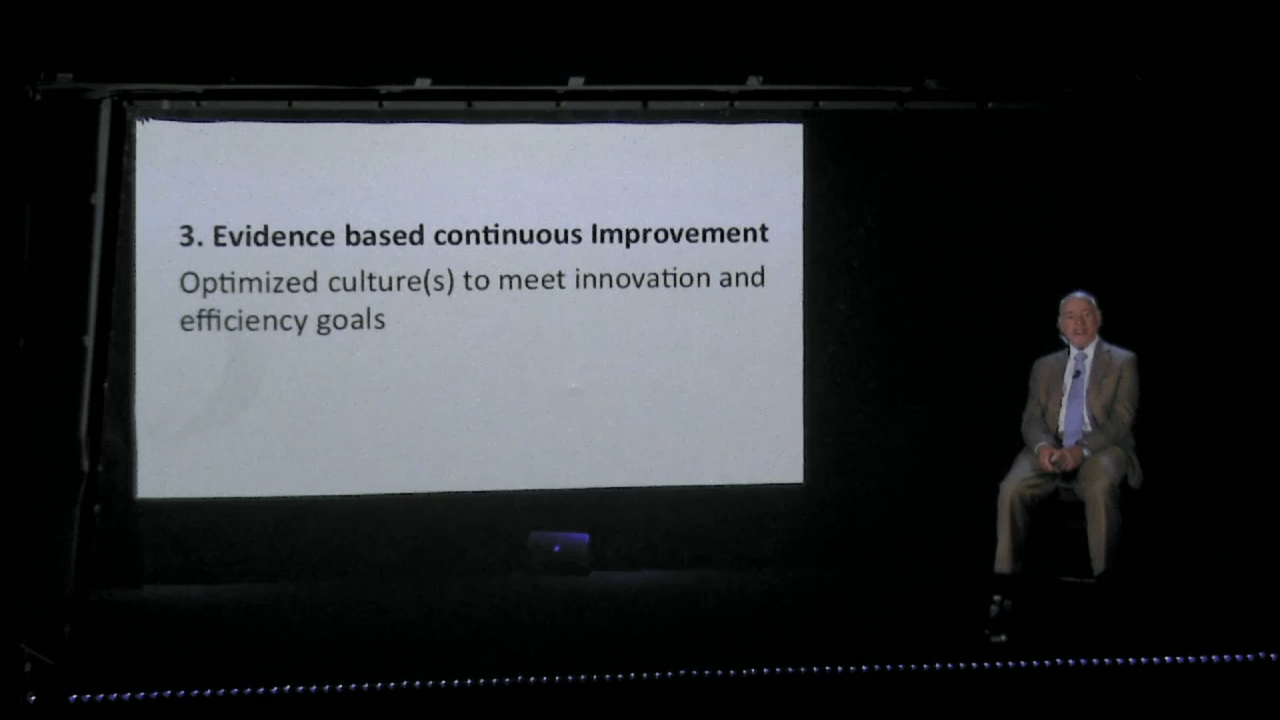 3. Evidence based continuous Improvement
Optimized culture(s) to meet innovation and
efficiency goals